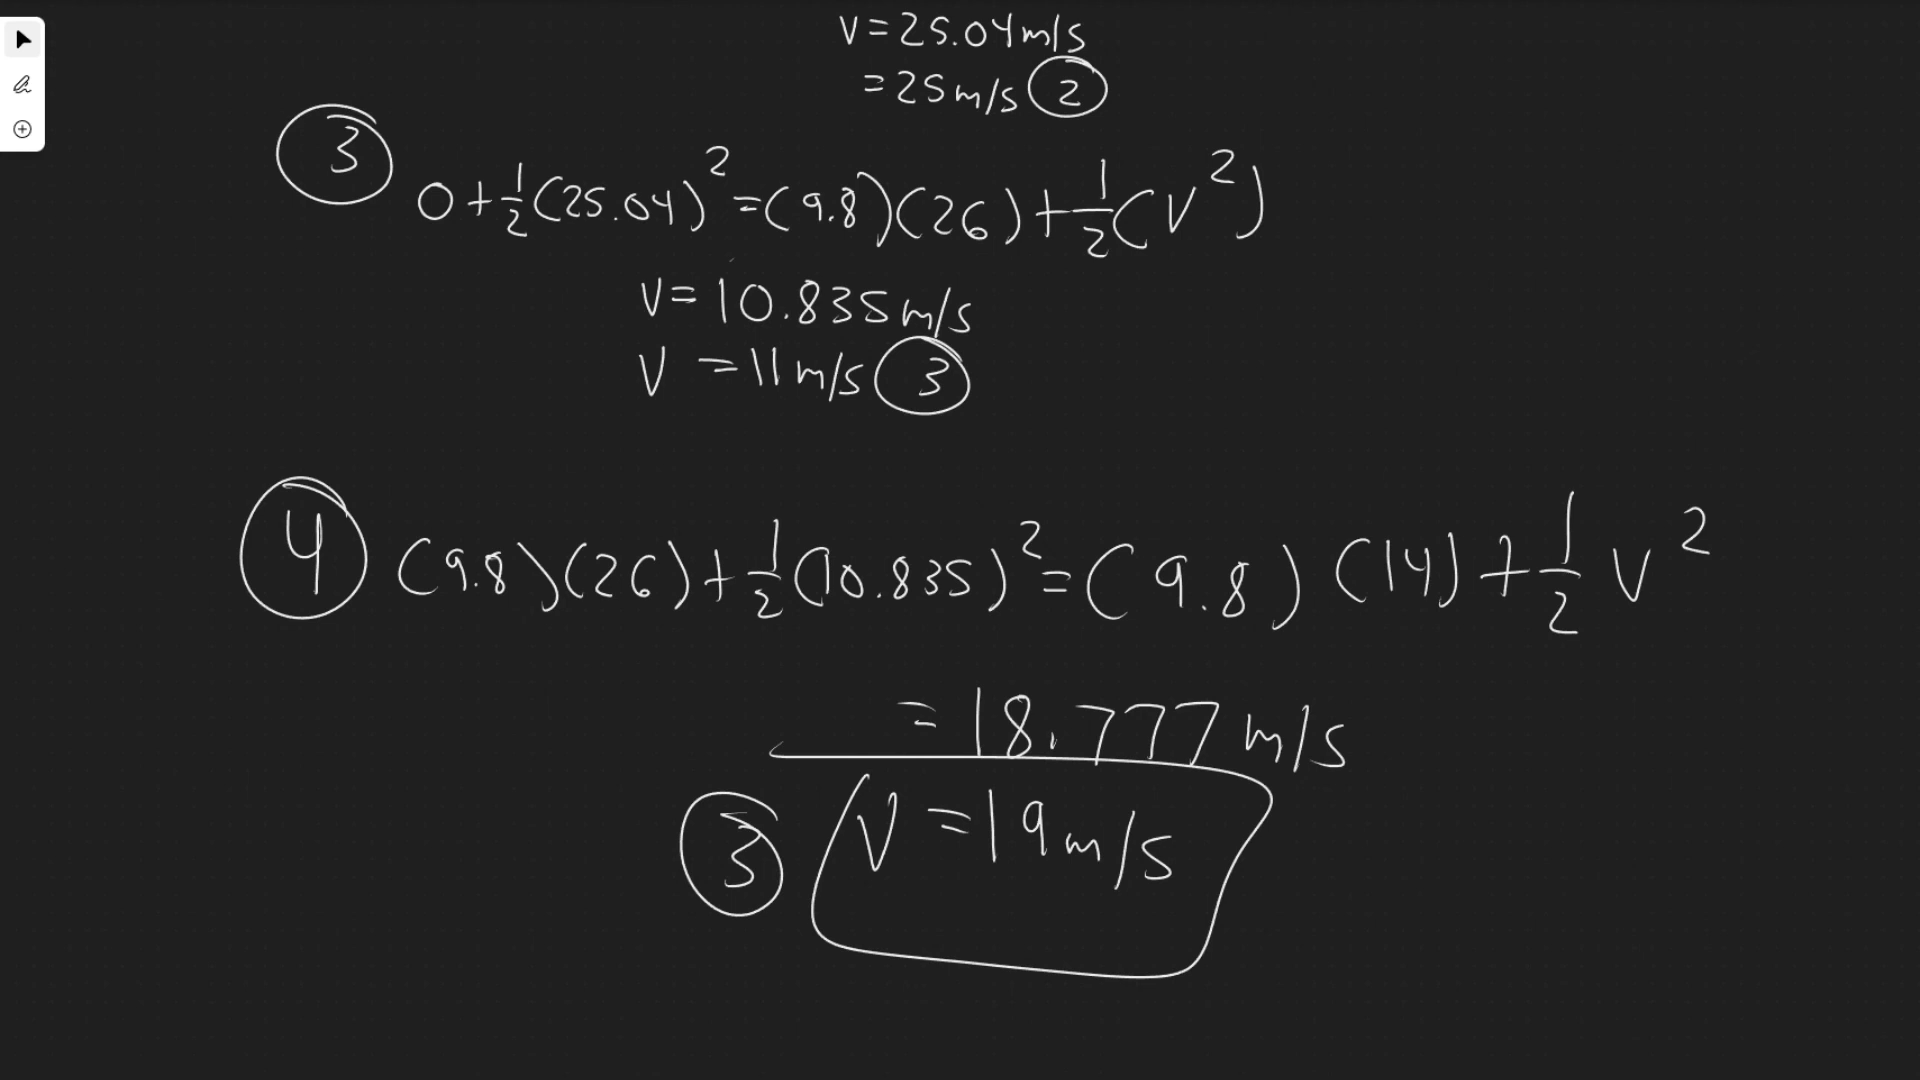 V=25.04m/s
=25m/s 2
3
0+1/2(25.04)²=(9.8)(26)+1/2(V²)
V=10.835m/s
V =11m/s 3
4 (9.8)(26)+1/2(10.835)²=(9.8)(14)+1/2V²
=18.777m/s
3 V=19m/s